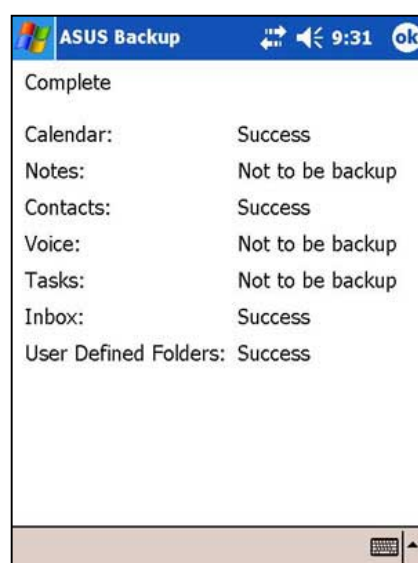 ASUS Backup 9:31 ok
Complete
Calendar: Success
Notes: Not to be backup
Contacts: Success
Voice: Not to be backup
Tasks: Not to be backup
Inbox: Success
User Defined Folders: Success